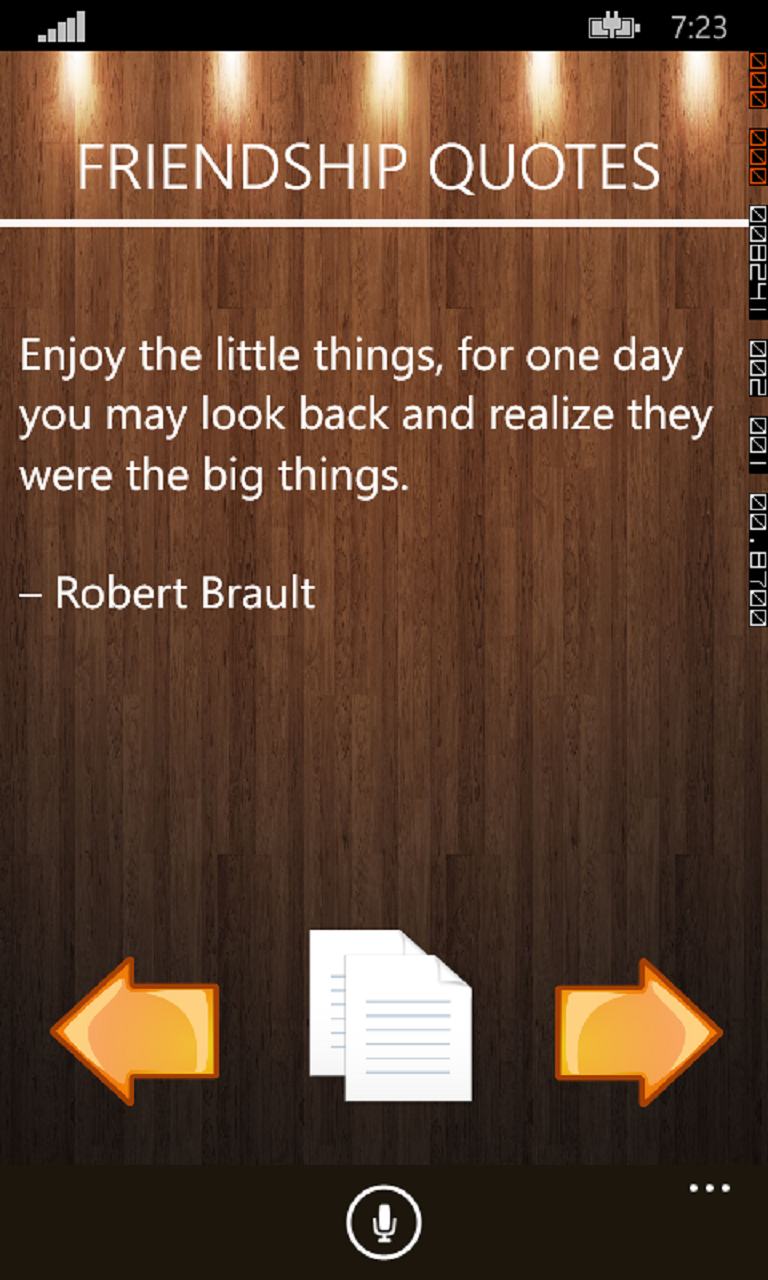 7:23
FRIENDSHIP QUOTES
Enjoy the little things, for one day
you may look back and realize they
were the big things.
– Robert Brault
000
000
008241
002
001
00.8700